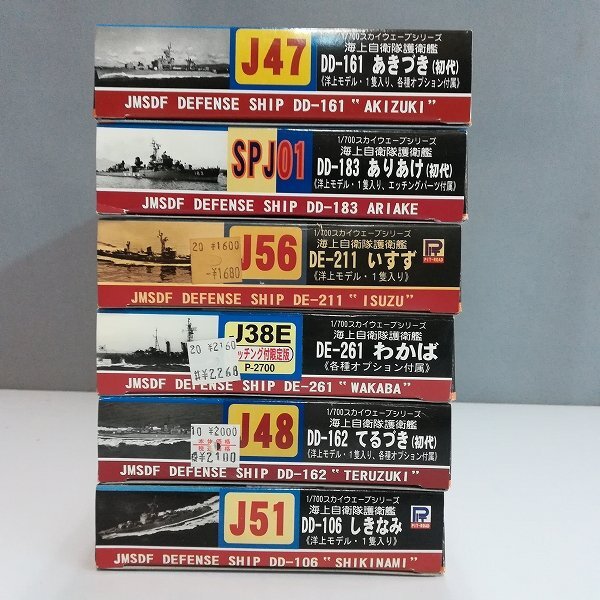 J47
1/700スカイウェーブシリーズ
海上自衛隊護衛艦
DD-161 あきづき(初代)
《洋上モデル・1隻入り、各種オプション付属》
JMSDF DEFENSE SHIP DD-161 "AKIZUKI"
SPJ01
1/700スカイウェーブシリーズ
海上自衛隊護衛艦
DD-183 ありあけ(初代)
《洋上モデル・1隻入り、エッチングパーツ付属》
JMSDF DEFENSE SHIP DD-183 ARIAKE
20 ¥1600
-¥1680
J56
1/700スカイウェーブシリーズ
海上自衛隊護衛艦
DE-211 いすず
《洋上モデル・1隻入り》
PIT-ROAD
JMSDF DEFENSE SHIP DE-211 "ISUZU"
20 ¥2160
¥2268
J38E
ッチング付限定版)
P-2700
1/700スカイウェーブシリーズ
海上自衛隊護衛艦
DE-261 わかば
《各種オプション付属》
JMSDF DEFENSE SHIP DE-261 "WAKABA"
10 ¥2000
本体価格
税込価格
¥2100
J48
1/700スカイウェーブシリーズ
海上自衛隊護衛艦
DD-162 てるづき(初代)
《洋上モデル・1隻入り、各種オプション付属》
JMSDF DEFENSE SHIP DD-162 "TERUZUKI"
J51
1/700スカイウェーブシリーズ
海上自衛隊護衛艦
DD-106 しきなみ
《洋上モデル・1隻入り》
PIT-ROAD
JMSDF DEFENSE SHIP DD-106 "SHIKINAMI"